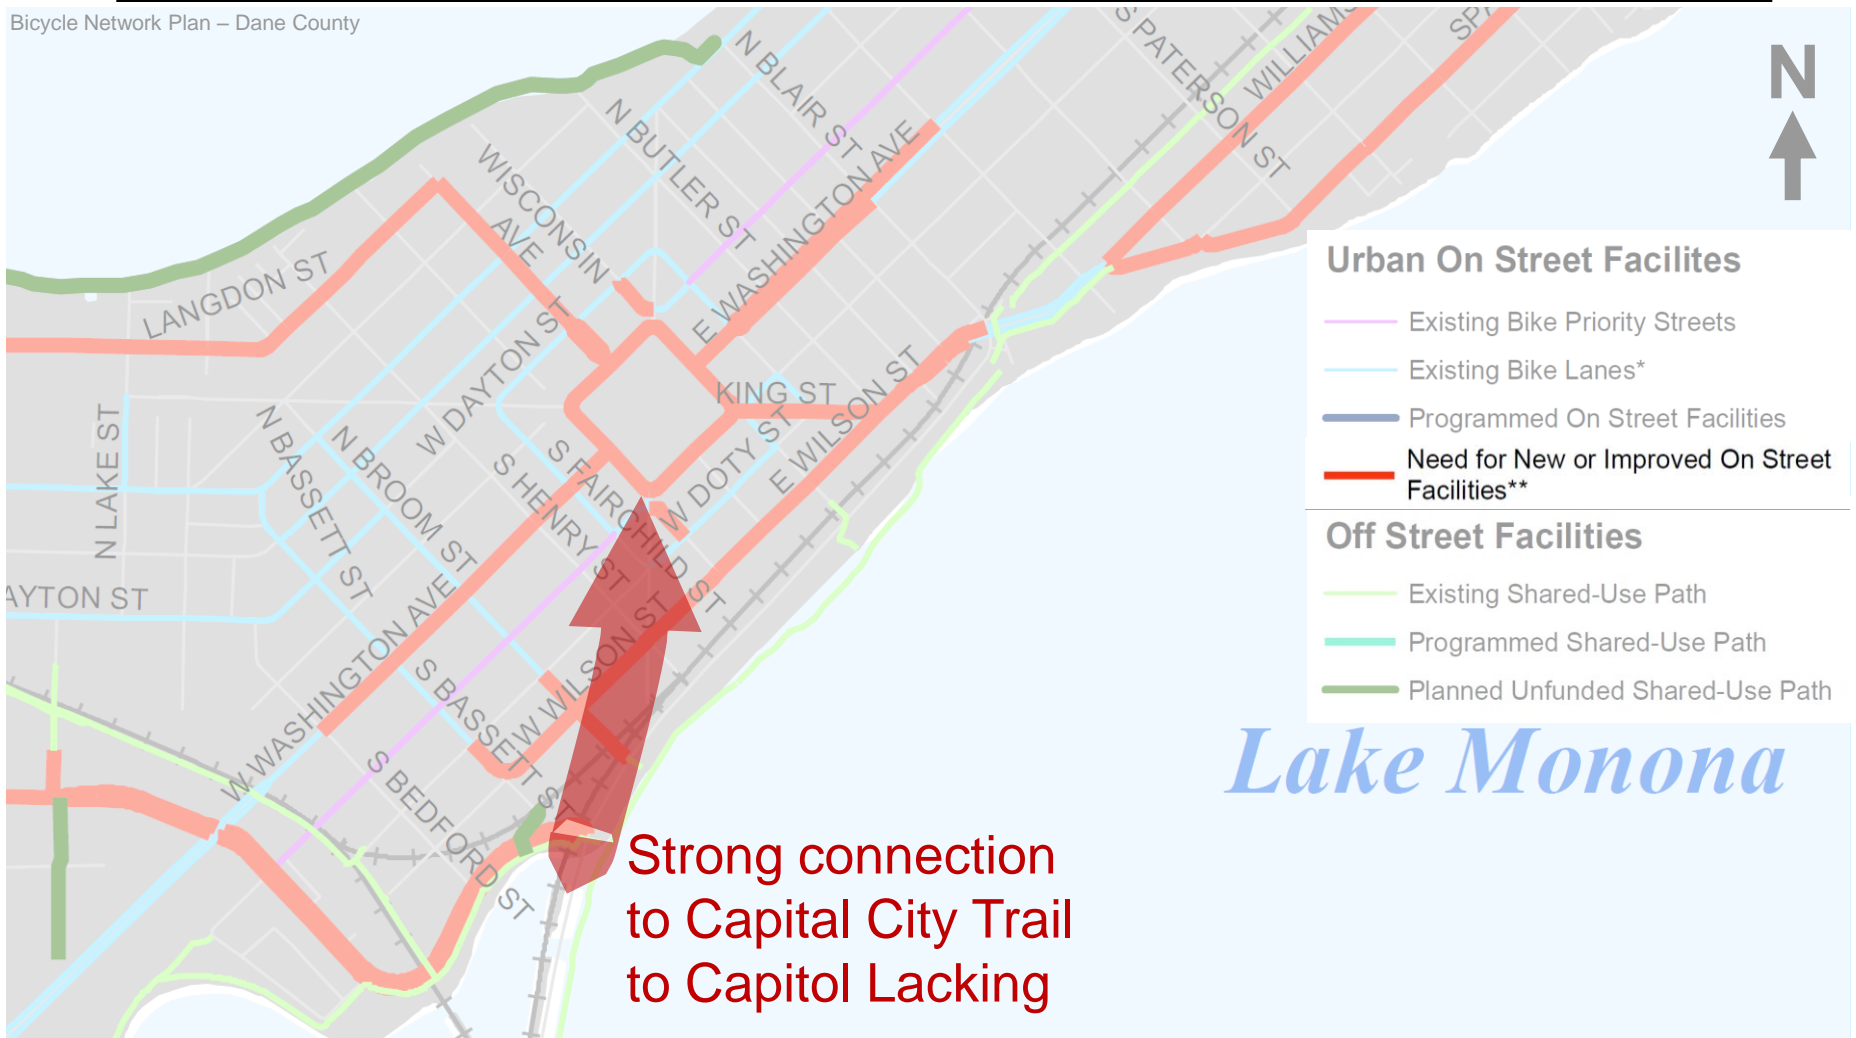 Bicycle Network Plan – Dane County
S PATERSON ST
WILLIAMS
SPA
N BLAIR ST
N BUTLER ST
WISCONSIN
AVE
E WASHINGTON AVE
LANGDON ST
W DAYTON ST
KING ST
N LAKE ST
N BASSETT ST
N BROOM ST
S HENRY ST
S FAIRCHILD ST
W DOTY ST
E WILSON ST
AYTON ST
W WASHINGTON AVE
S BASSETT ST
W WILSON ST
S BEDFORD ST
N
Urban On Street Facilites
Existing Bike Priority Streets
Existing Bike Lanes*
Programmed On Street Facilities
Need for New or Improved On Street
Facilities**
Off Street Facilities
Existing Shared-Use Path
Programmed Shared-Use Path
Planned Unfunded Shared-Use Path
Lake Monona
Strong connection
to Capital City Trail
to Capitol Lacking